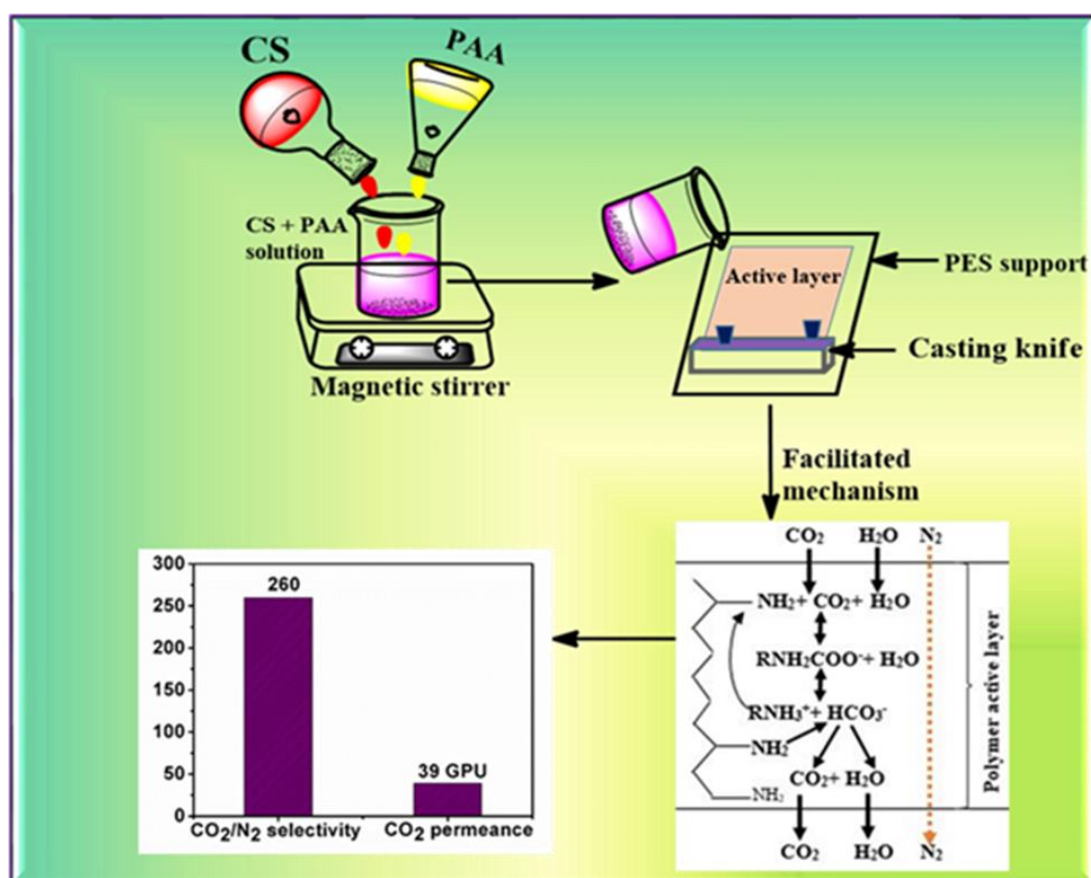 CS
PAA
CS + PAA
solution
Magnetic stirrer
Active layer
PES support
Casting knife
Facilitated
mechanism
CO₂ H₂O N₂
NH₂+ CO₂+ H₂O
RNH₂COO⁻+ H₂O
RNH₃⁺+ HCO₃⁻
NH₂
CO₂+ H₂O
NH₂
CO₂ H₂O N₂
Polymer active layer
300
250
200
150
100
50
0
260
39 GPU
CO₂/N₂ selectivity
CO₂ permeance